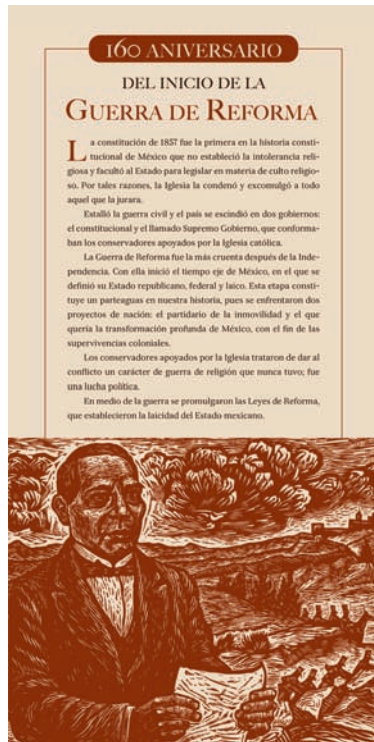 160 ANIVERSARIO
DEL INICIO DE LA
GUERRA DE REFORMA
La constitución de 1857 fue la primera en la historia consti-
tucional de México que no estableció la intolerancia reli-
giosa y facultó al Estado para legislar en materia de culto religio-
so. Por tales razones, la Iglesia la condenó y excomulgó a todo
aquel que la jurara.
Estalló la guerra civil y el país se escindió en dos gobiernos:
el constitucional y el llamado Supremo Gobierno, que conforma-
ban los conservadores apoyados por la Iglesia católica.
La Guerra de Reforma fue la más cruenta después de la Inde-
pendencia. Con ella inició el tiempo eje de México, en el que se
definió su Estado republicano, federal y laico. Esta etapa consti-
tuye un parteaguas en nuestra historia, pues se enfrentaron dos
proyectos de nación: el partidario de la inmovilidad y el que
quería la transformación profunda de México, con el fin de las
supervivencias coloniales.
Los conservadores apoyados por la Iglesia trataron de dar al
conflicto un carácter de guerra de religión que nunca tuvo; fue
una lucha política.
En medio de la guerra se promulgaron las Leyes de Reforma,
que establecieron la laicidad del Estado mexicano.